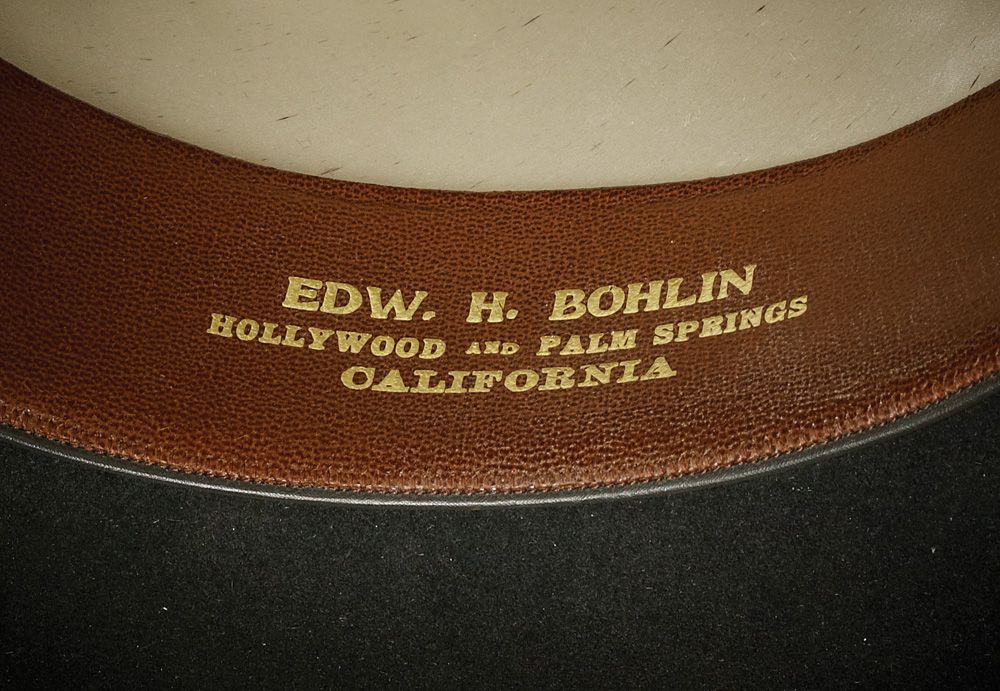 EDW. H. BOHLIN
HOLLYWOOD AND PALM SPRINGS
CALIFORNIA